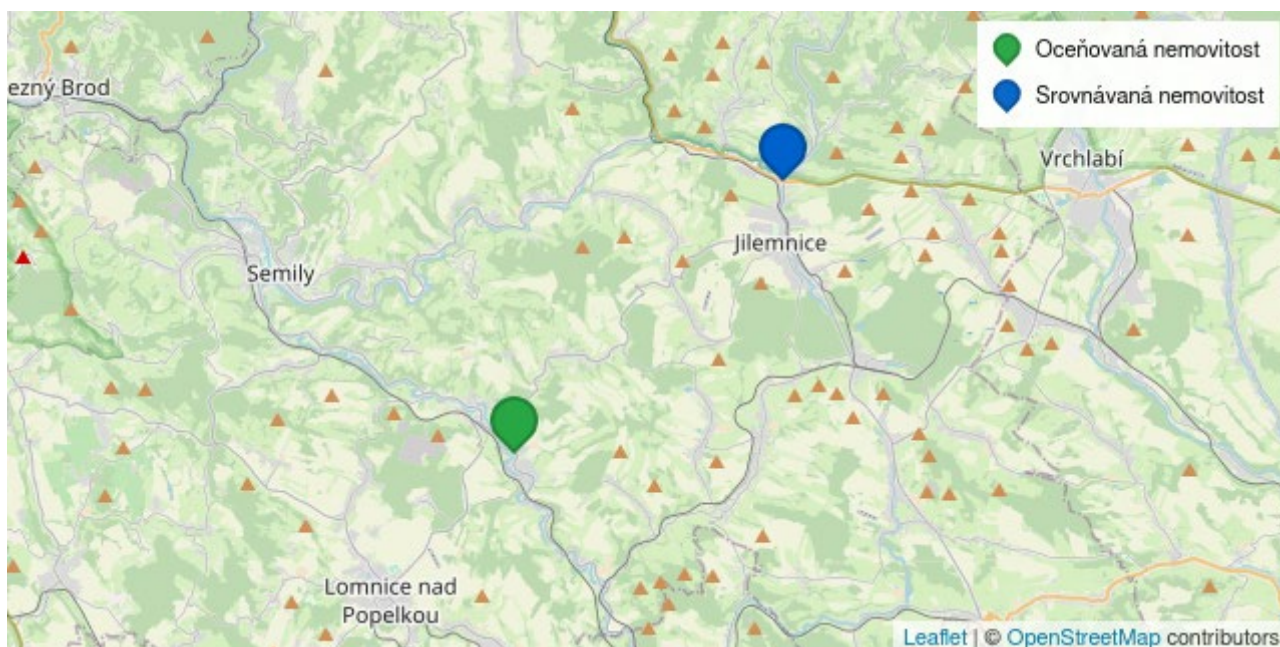 Oceňovaná nemovitost
Srovnávaná nemovitost
ezný Brod
Vrchlabí
Jilemnice
Semily
Lomnice nad
Popelkou
Leaflet | © OpenStreetMap contributors